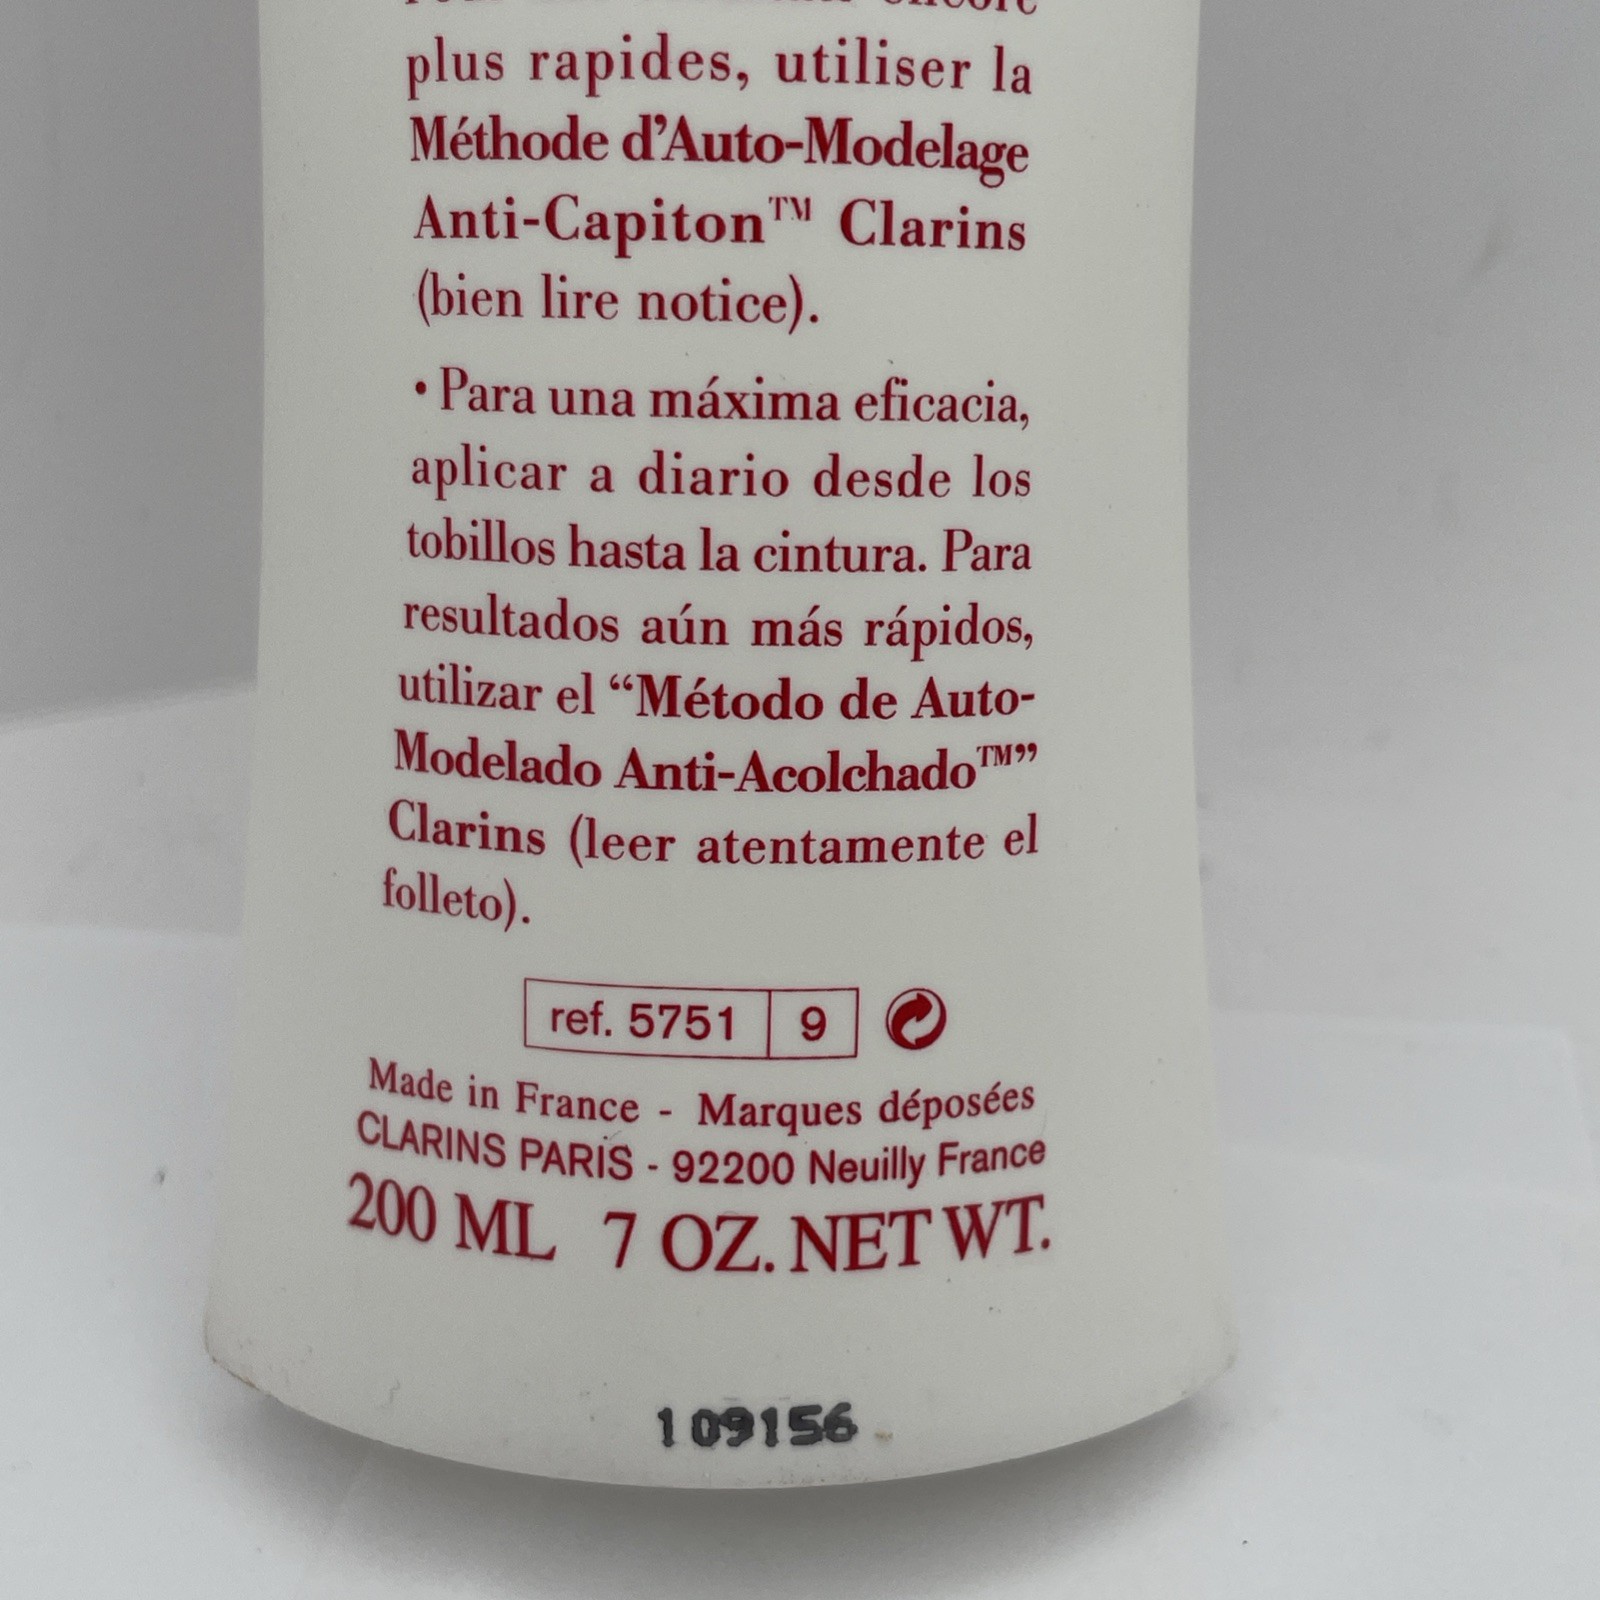 encore
plus rapides, utiliser la
Méthode d'Auto-Modelage
Anti-Capiton™ Clarins
(bien lire notice).
• Para una máxima eficacia,
aplicar a diario desde los
tobillos hasta la cintura. Para
resultados aún más rápidos,
utilizar el “Método de Auto-
Modelado Anti-Acolchado™”
Clarins (leer atentamente el
folleto).
ref. 5751 9
Made in France - Marques déposées
CLARINS PARIS - 92200 Neuilly France
200 ML 7 OZ. NET WT.
109156